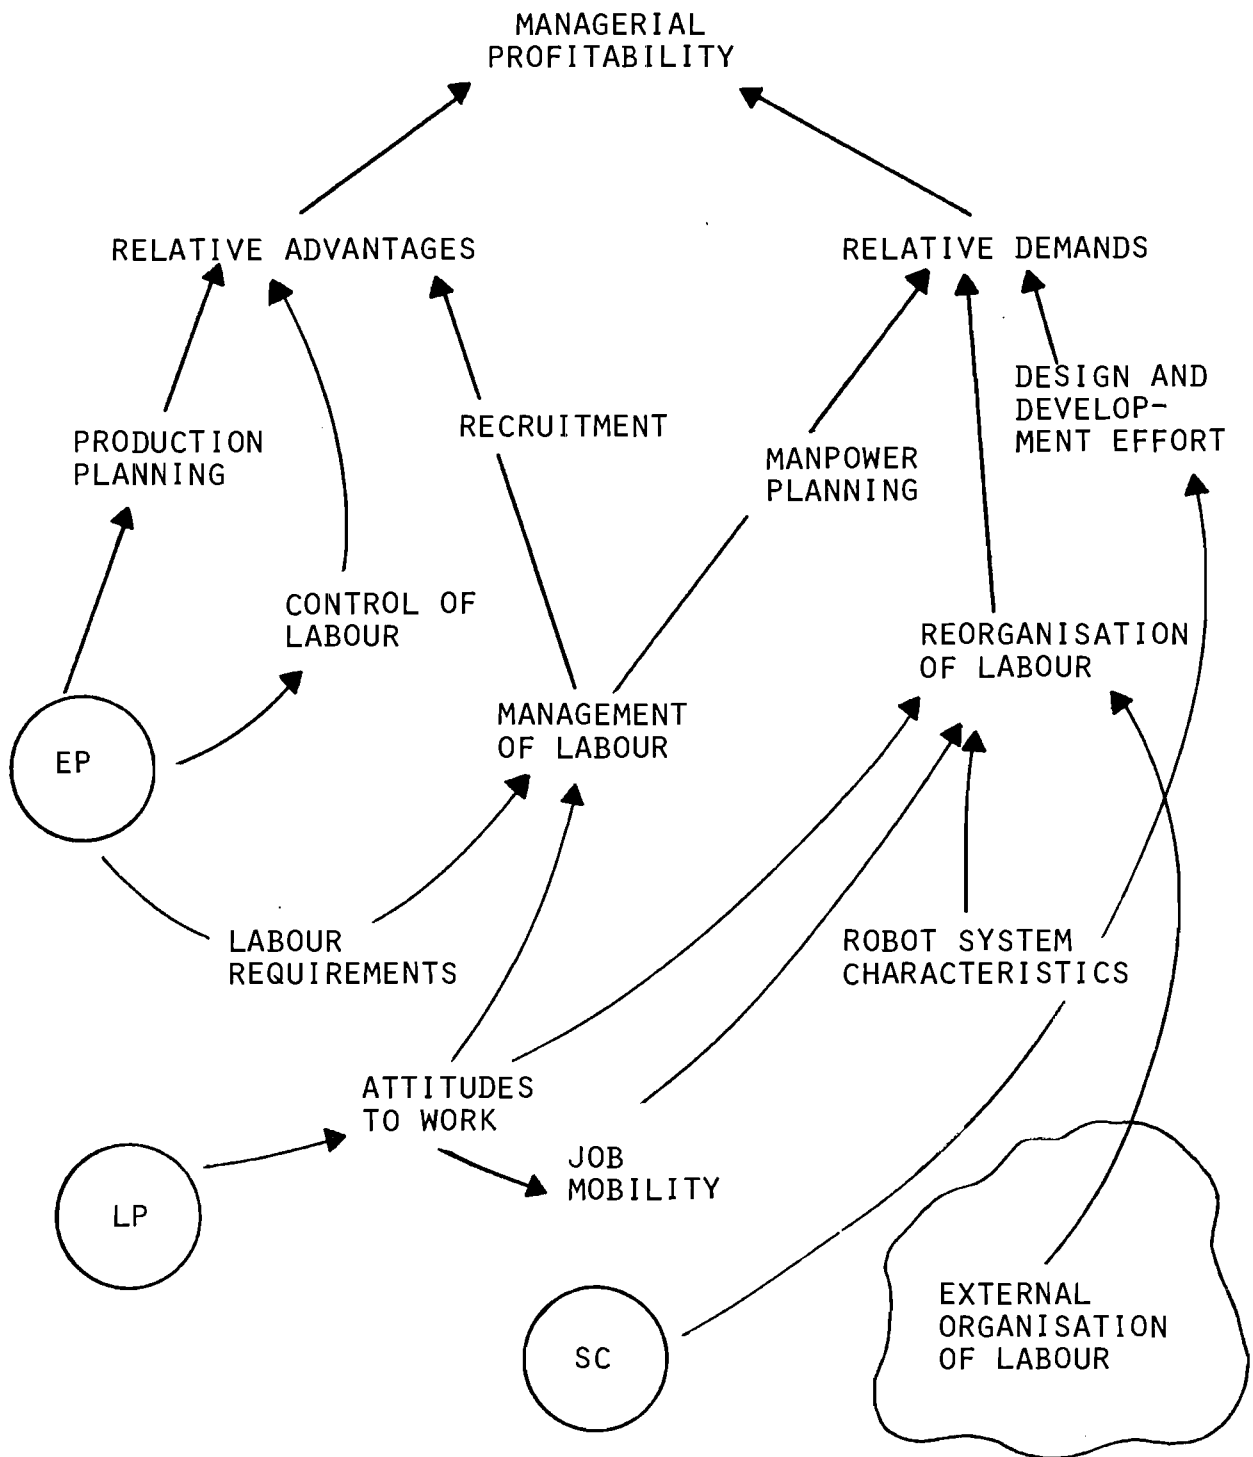 MANAGERIAL
PROFITABILITY
RELATIVE ADVANTAGES
RELATIVE DEMANDS
DESIGN AND
DEVELOP-
MENT EFFORT
RECRUITMENT
PRODUCTION
PLANNING
MANPOWER
PLANNING
CONTROL OF
LABOUR
REORGANISATION
OF LABOUR
MANAGEMENT
OF LABOUR
EP
LABOUR
REQUIREMENTS
ROBOT SYSTEM
CHARACTERISTICS
ATTITUDES
TO WORK
JOB
MOBILITY
LP
EXTERNAL
ORGANISATION
OF LABOUR
SC